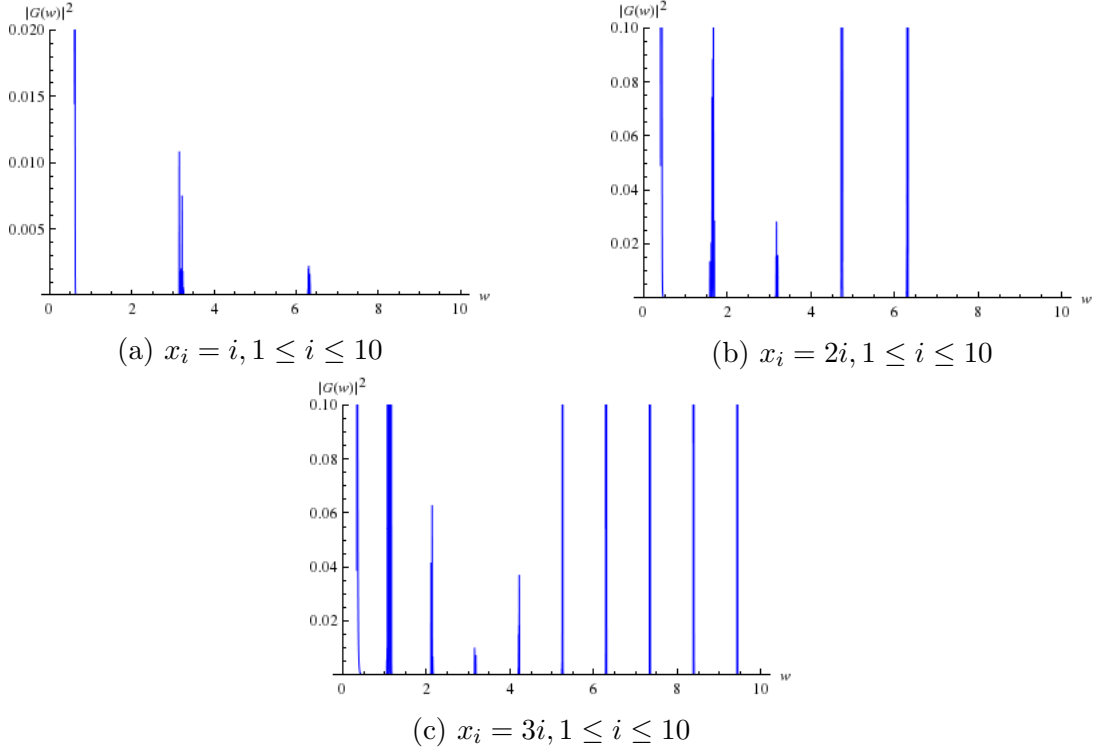 |G(w)|²
0.020
0.015
0.010
0.005
0 2 4 6 8 10 w
(a) xᵢ = i, 1 ≤ i ≤ 10
|G(w)|²
0.10
0.08
0.06
0.04
0.02
0 2 4 6 8 10 w
(b) xᵢ = 2i, 1 ≤ i ≤ 10
|G(w)|²
0.10
0.08
0.06
0.04
0.02
0 2 4 6 8 10 w
(c) xᵢ = 3i, 1 ≤ i ≤ 10